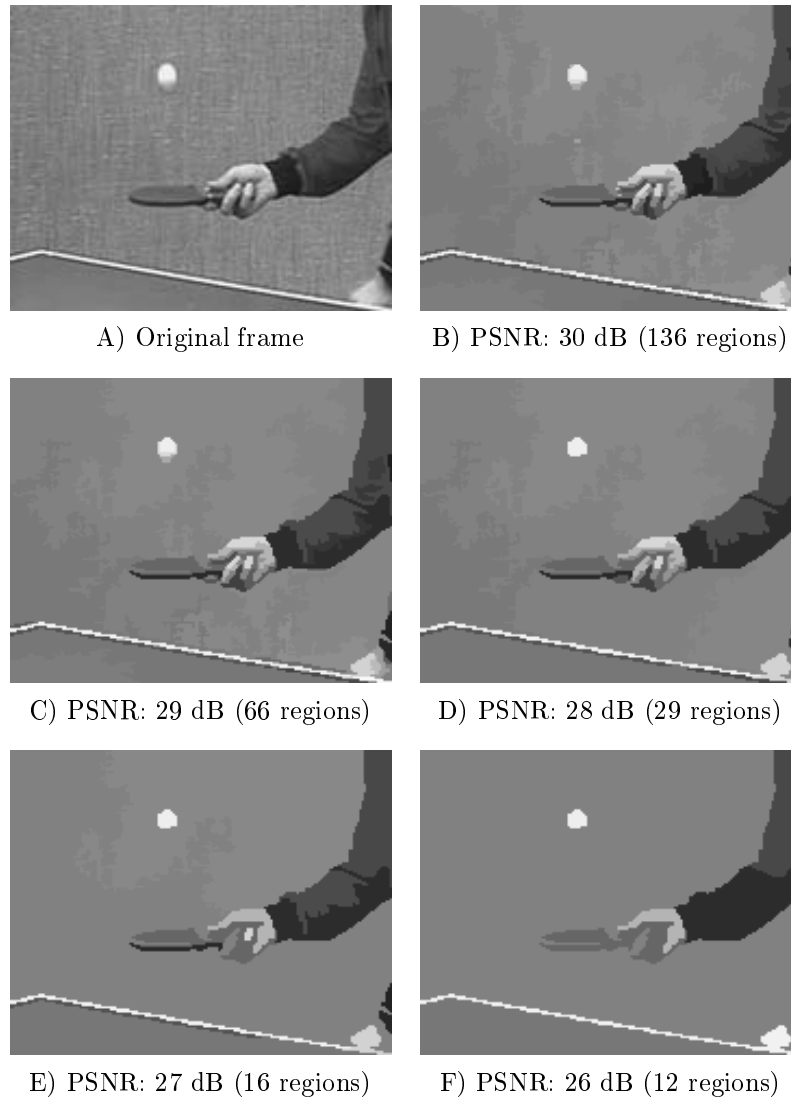 A) Original frame
B) PSNR: 30 dB (136 regions)
C) PSNR: 29 dB (66 regions)
D) PSNR: 28 dB (29 regions)
E) PSNR: 27 dB (16 regions)
F) PSNR: 26 dB (12 regions)